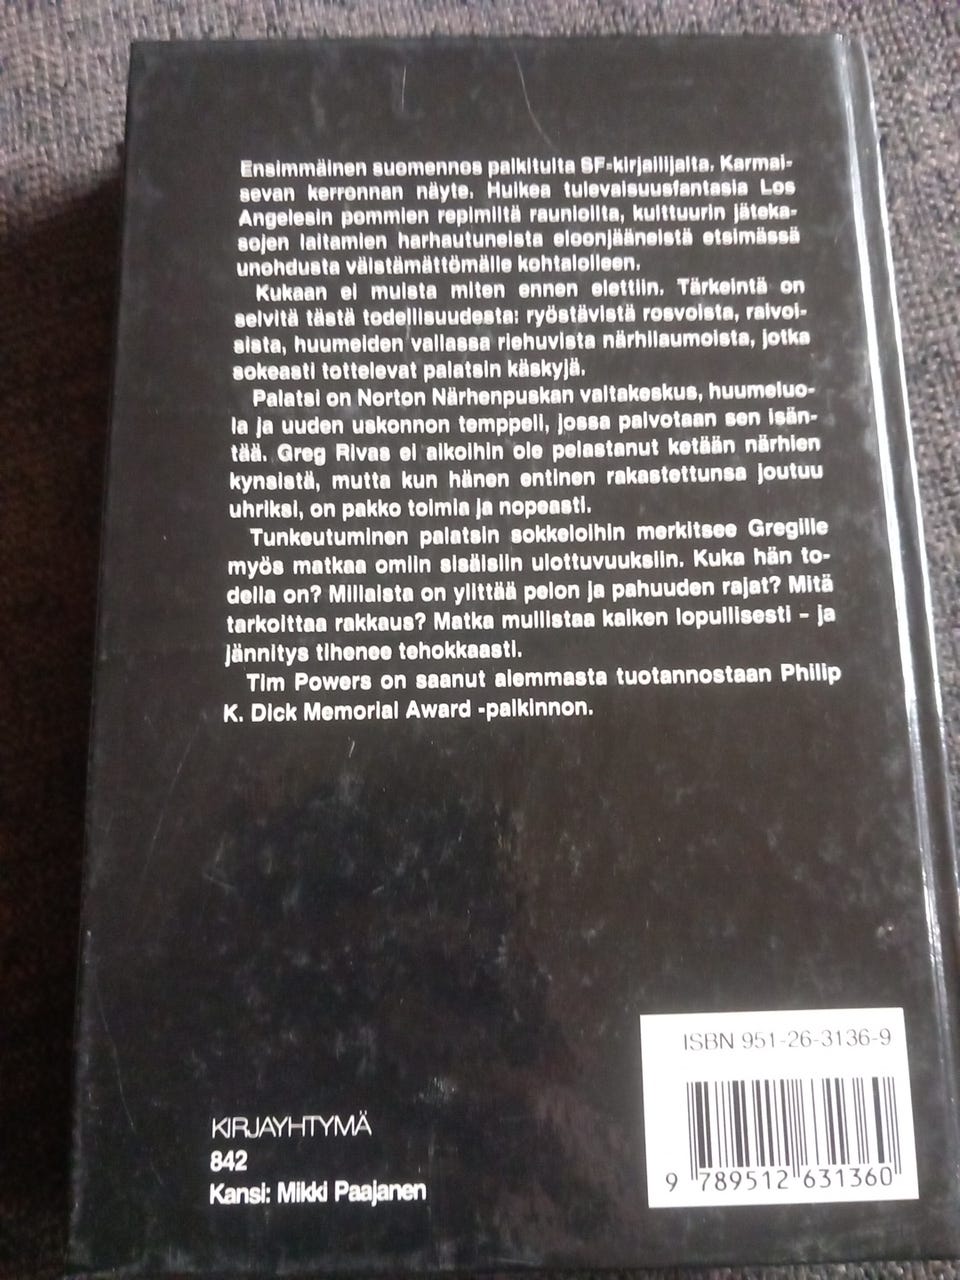 Ensimmäinen suomennos palkitulta SF-kirjailijalta. Karmai-
sevan kerronnan näyte. Huikea tulevaisuusfantasia Los
Angelesin pommien repimiltä raunioilta, kulttuurin jäteka-
sojen laitamien harhautuneista eloonjääneistä etsimässä
unohdusta väistämättömälle kohtalolleen.
Kukaan ei muista miten ennen elettiin. Tärkeintä on
selvitä tästä todellisuudesta: ryöstävistä rosvoista, raivoi-
sista, huumeiden vallassa riehuvista närhilaumoista, jotka
sokeasti tottelevat palatsin käskyjä.
Palatsi on Norton Närhenpuskan valtakeskus, huumeluo-
la ja uuden uskonnon temppeli, jossa palvotaan sen isän-
tää. Greg Rivas ei aikoihin ole pelastanut ketään närhien
kynsistä, mutta kun hänen entinen rakastettunsa joutuu
uhriksi, on pakko toimia ja nopeasti.
Tunkeutuminen palatsin sokkeloihin merkitsee Gregille
myös matkaa omiin sisäisiin ulottuvuuksiin. Kuka hän to-
della on? Millaista on ylittää pelon ja pahuuden rajat? Mitä
tarkoittaa rakkaus? Matka mullistaa kaiken lopullisesti – ja
jännitys tihenee tehokkaasti.
Tim Powers on saanut aiemmasta tuotannostaan Philip
K. Dick Memorial Award -palkinnon.
ISBN 951-26-3136-9
9 789512 631360
KIRJAYHTYMÄ
842
Kansi: Mikki Paajanen